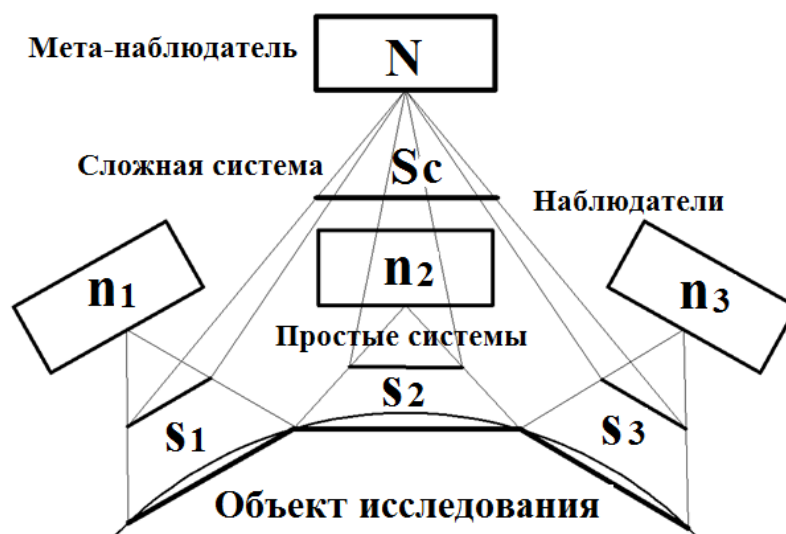 Мета-наблюдатель
N
Сложная система
Sc
Наблюдатели
n1
n2
n3
Простые системы
s1
s2
s3
Объект исследования